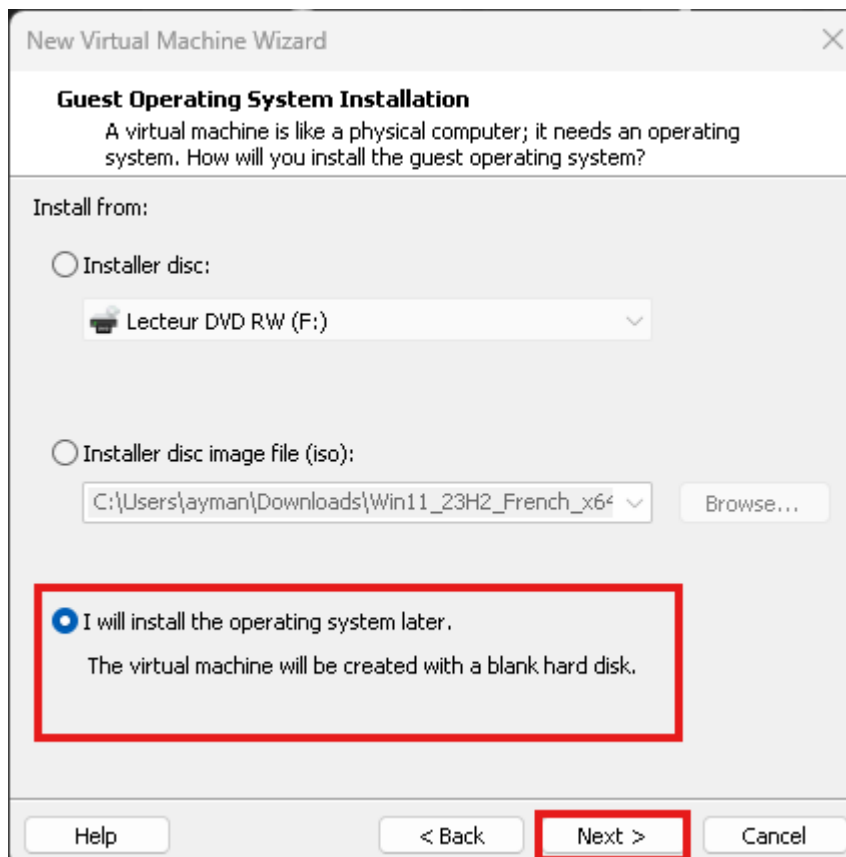 New Virtual Machine Wizard
Guest Operating System Installation
A virtual machine is like a physical computer; it needs an operating
system. How will you install the guest operating system?
Install from:
Installer disc:
Lecteur DVD RW (F:)
Installer disc image file (iso):
C:\Users\ayman\Downloads\Win11_23H2_French_x64
Browse...
I will install the operating system later.
The virtual machine will be created with a blank hard disk.
Help
< Back
Next >
Cancel